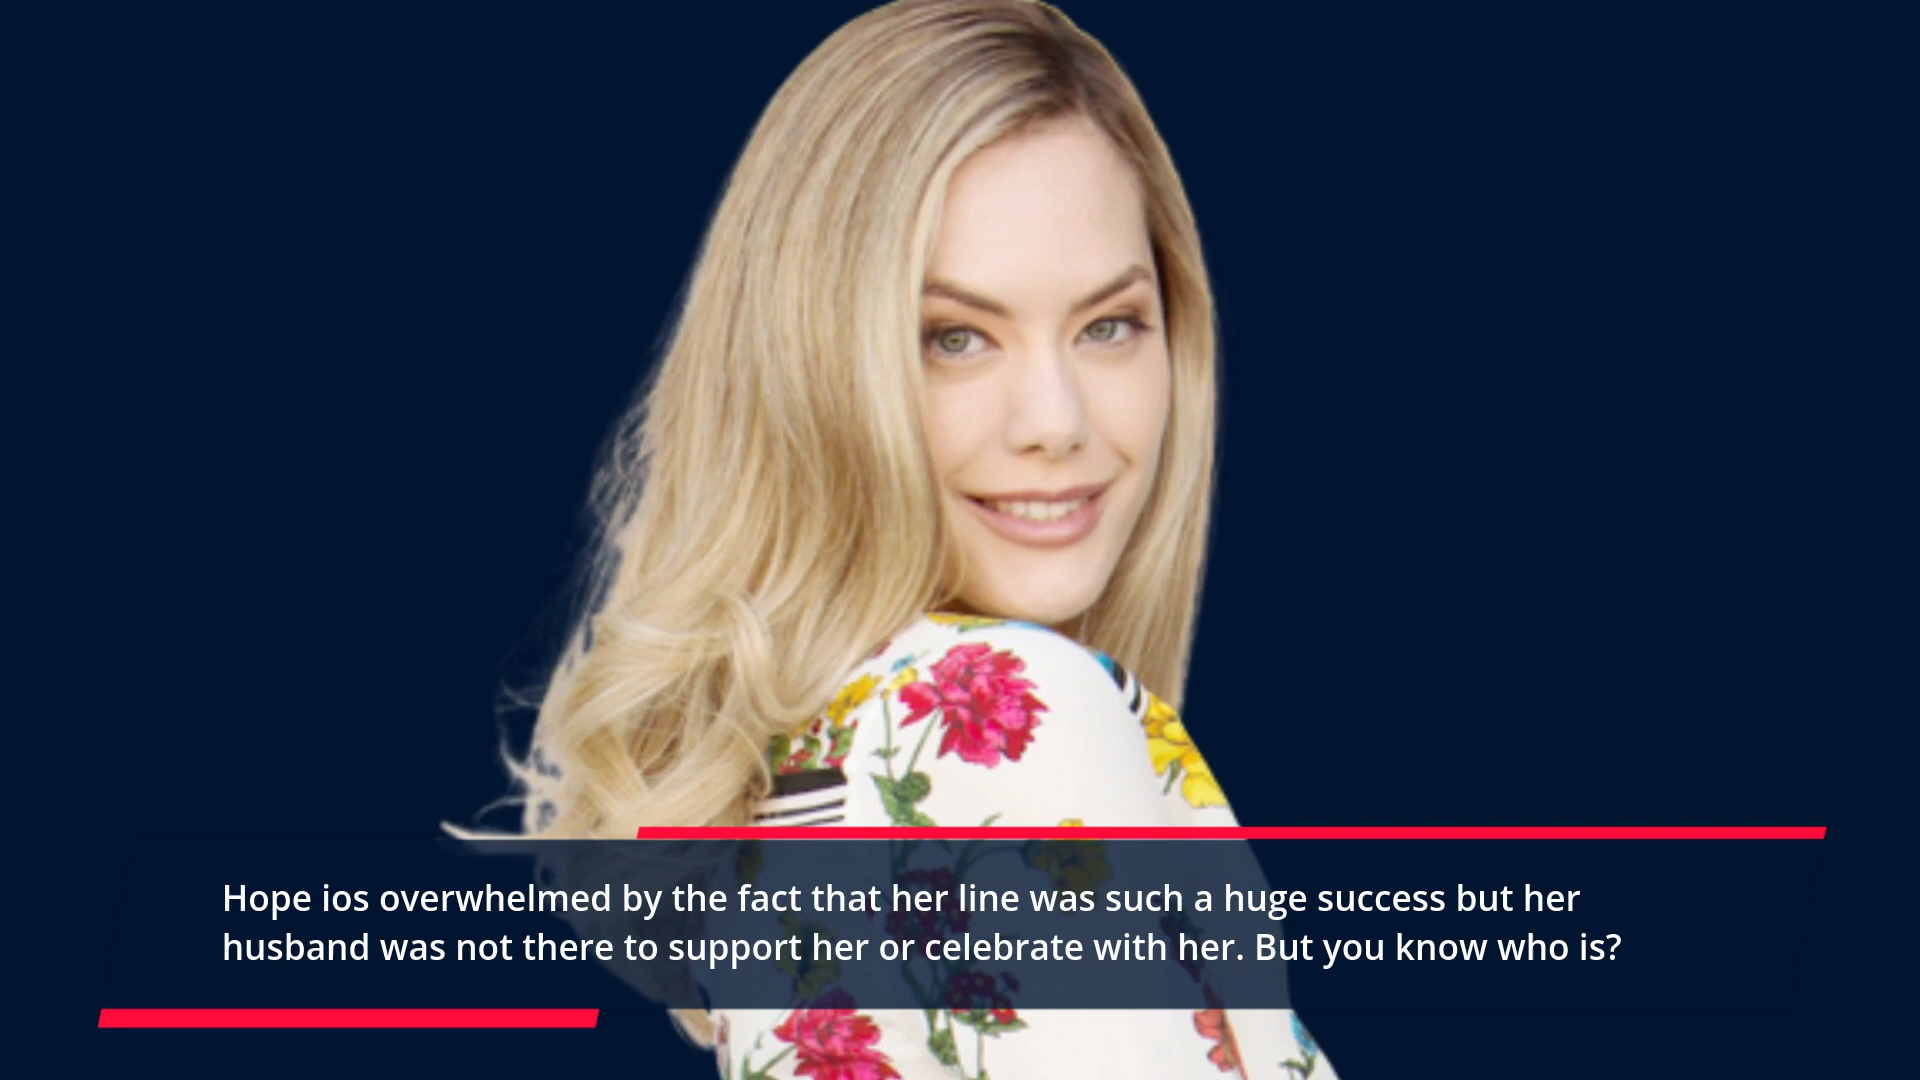 Hope ios overwhelmed by the fact that her line was such a huge success but her
husband was not there to support her or celebrate with her. But you know who is?